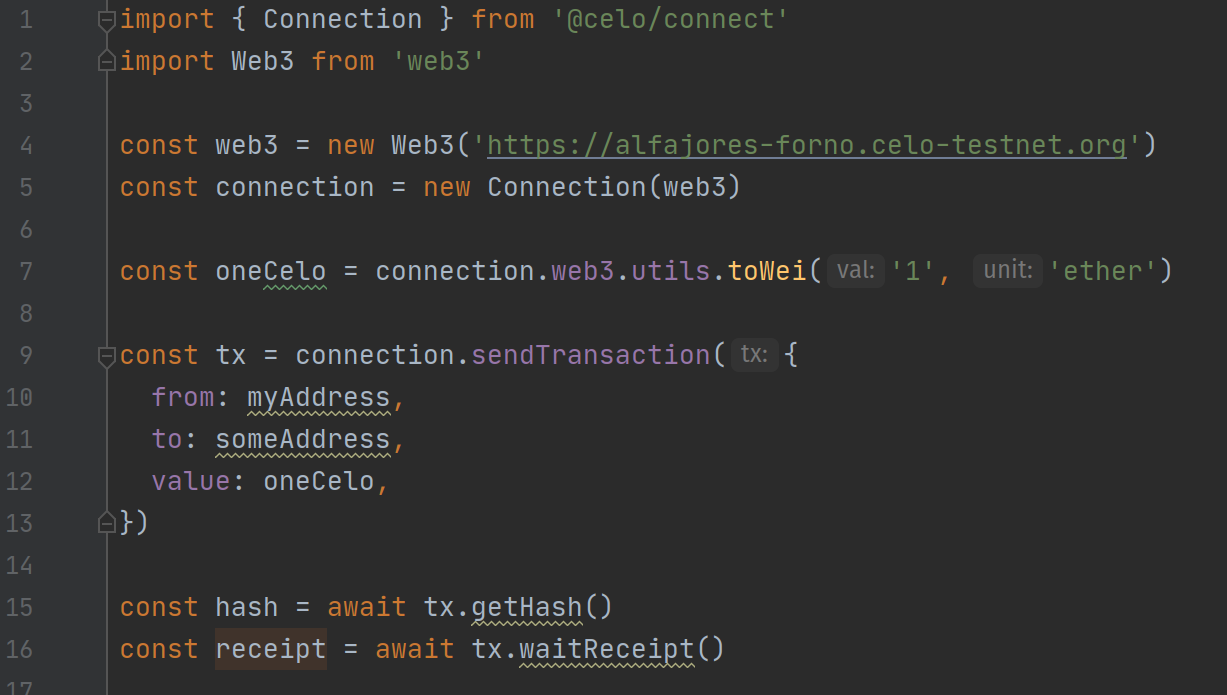 1 import { Connection } from '@celo/connect'
2 import Web3 from 'web3'
3
4 const web3 = new Web3('https://alfajores-forno.celo-testnet.org')
5 const connection = new Connection(web3)
6
7 const oneCelo = connection.web3.utils.toWei( val: '1', unit: 'ether')
8
9 const tx = connection.sendTransaction( tx: {
10   from: myAddress,
11   to: someAddress,
12   value: oneCelo,
13 })
14
15 const hash = await tx.getHash()
16 const receipt = await tx.waitReceipt()
17